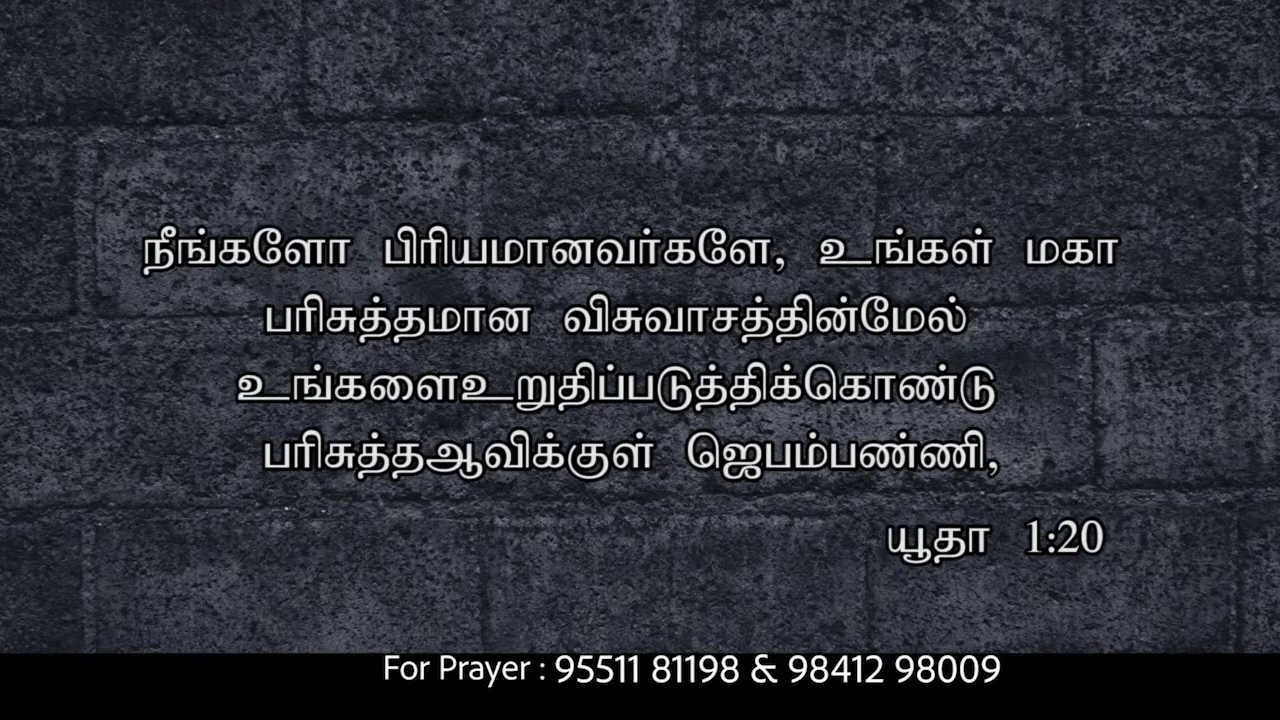 நீங்களோ பிரியமானவர்களே, உங்கள் மகா
பரிசுத்தமான விசுவாசத்தின்மேல்
உங்களைஉறுதிப்படுத்திக்கொண்டு
பரிசுத்தஆவிக்குள் ஜெபம்பண்ணி,
யூதா 1:20
For Prayer : 95511 81198 & 98412 98009